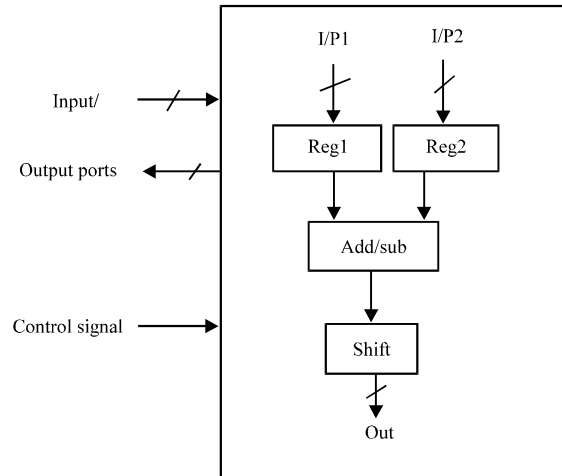 I/P1
I/P2
Input/
Reg1
Reg2
Output ports
Add/sub
Control signal
Shift
Out